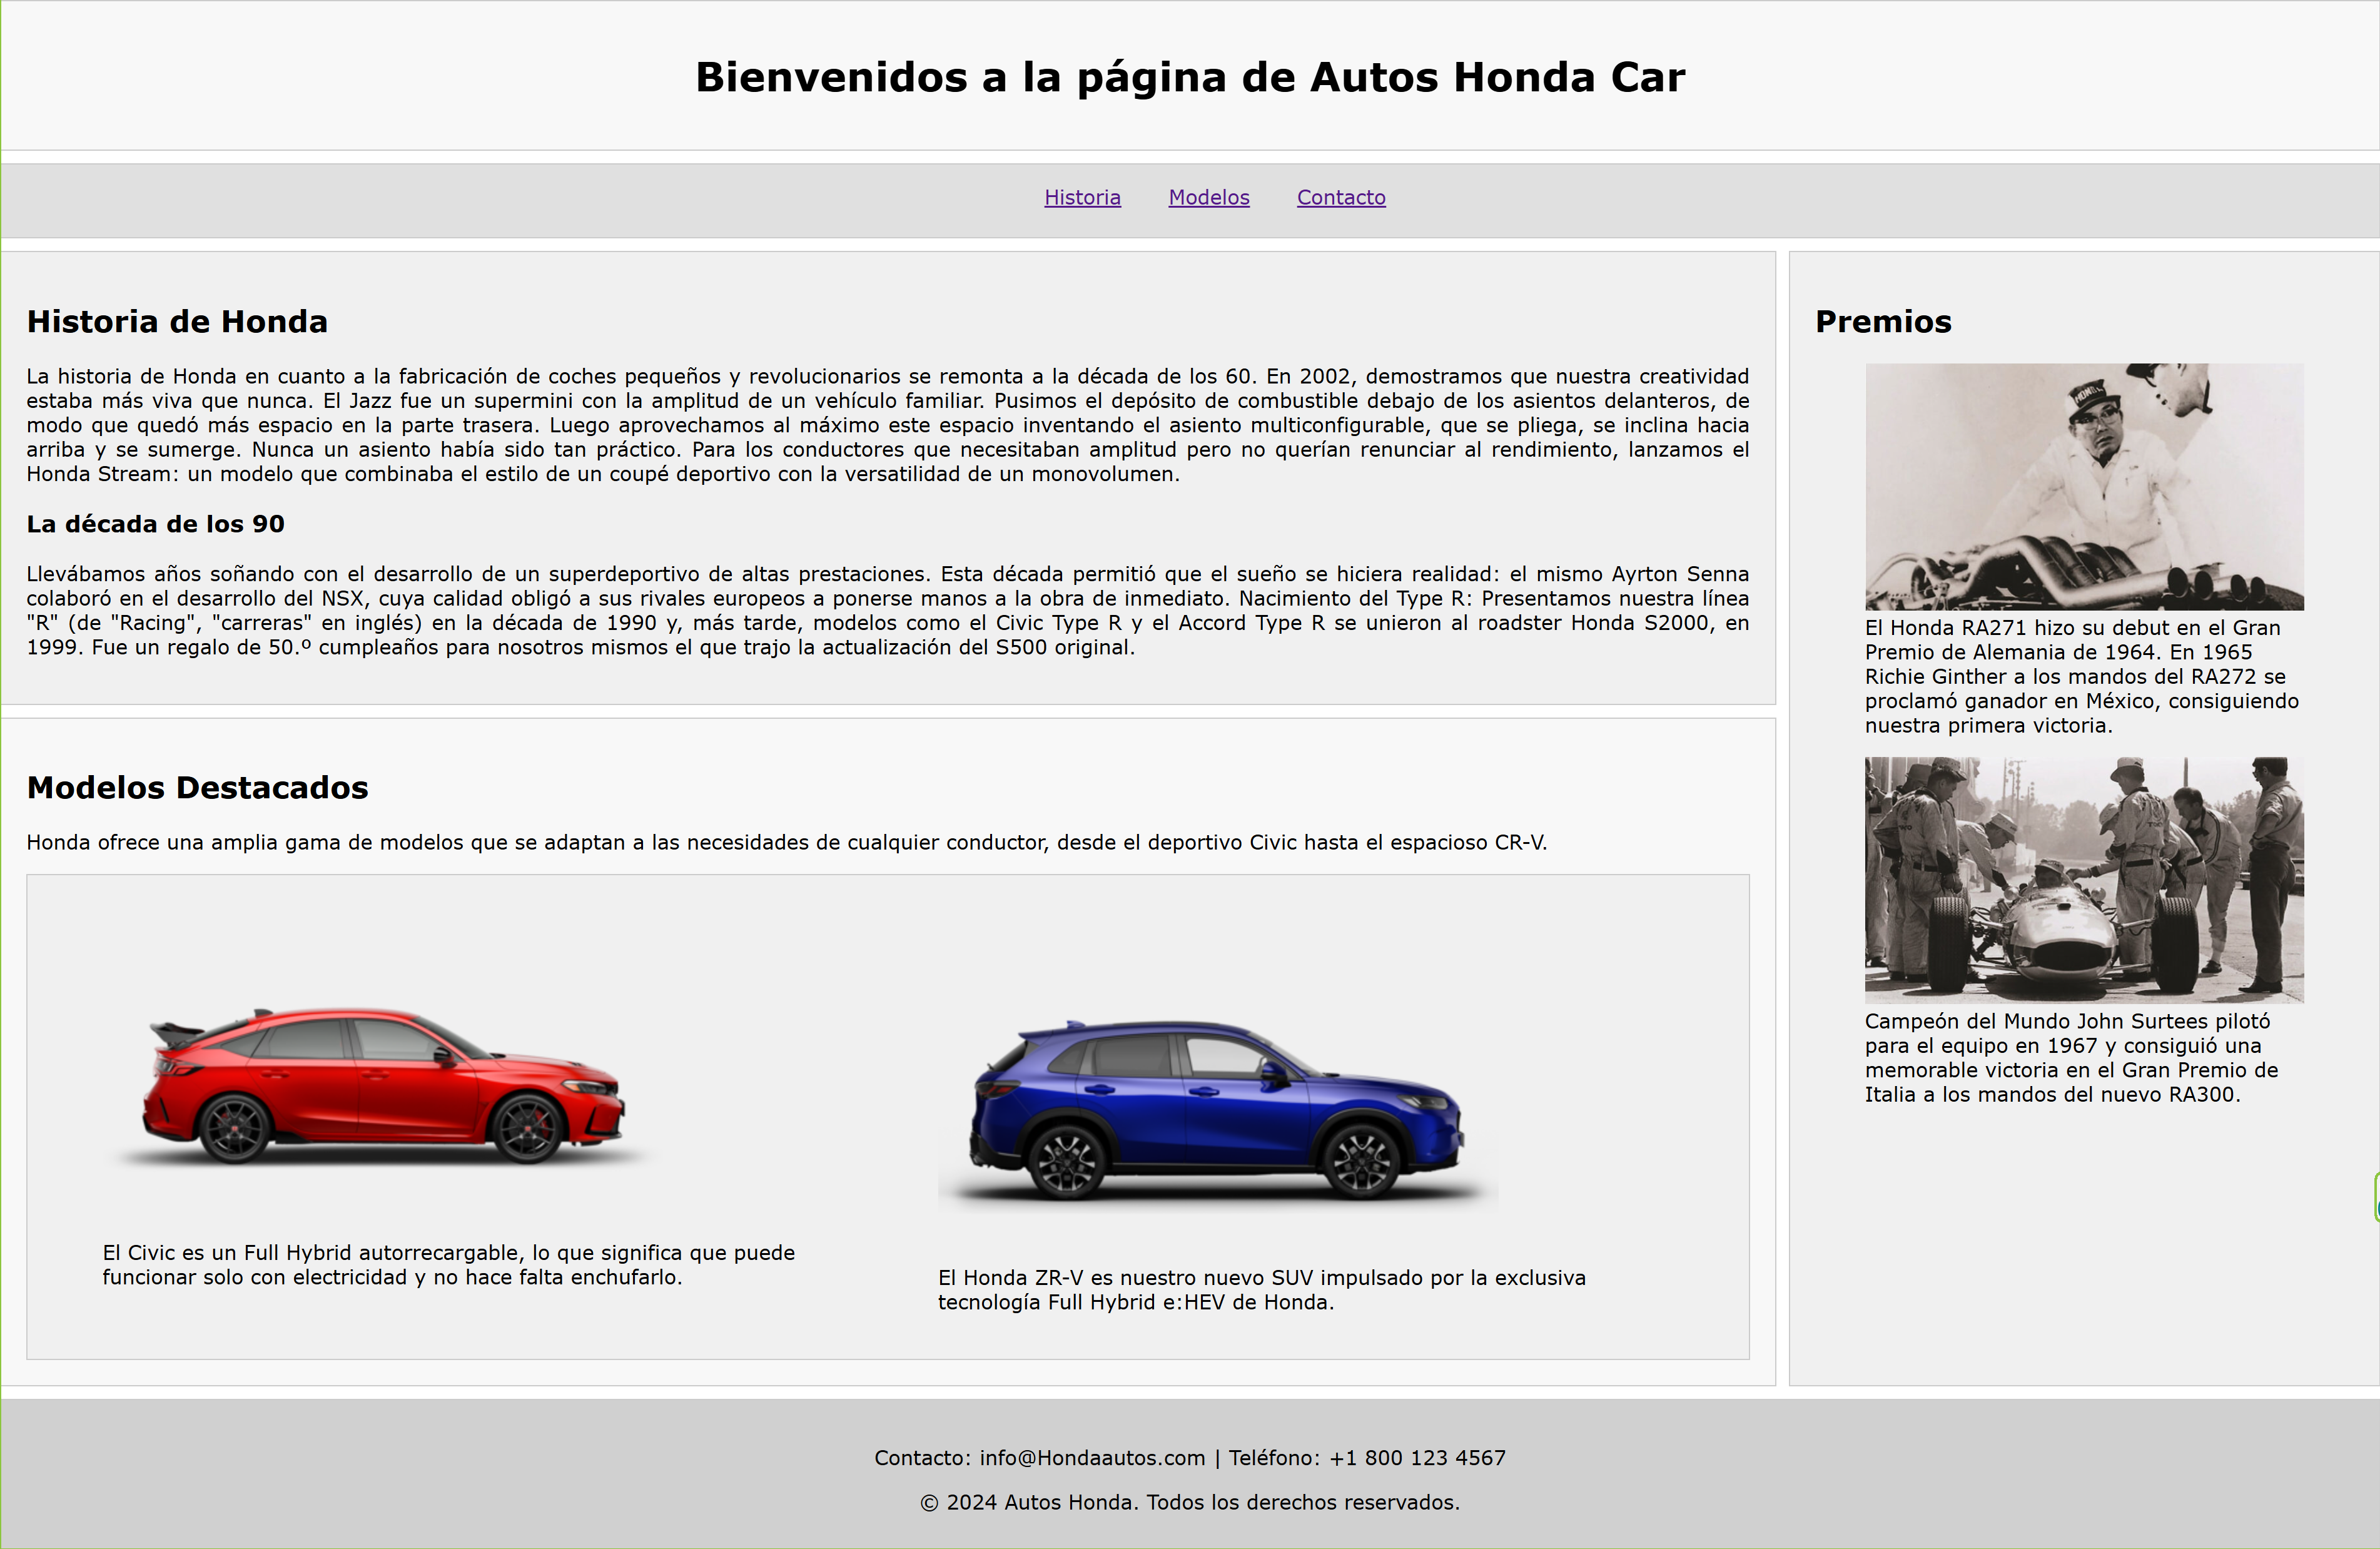 Bienvenidos a la página de Autos Honda Car
Historia
Modelos
Contacto
Historia de Honda
La historia de Honda en cuanto a la fabricación de coches pequeños y revolucionarios se remonta a la década de los 60. En 2002, demostramos que nuestra creatividad
estaba más viva que nunca. El Jazz fue un supermini con la amplitud de un vehículo familiar. Pusimos el depósito de combustible debajo de los asientos delanteros, de
modo que quedó más espacio en la parte trasera. Luego aprovechamos al máximo este espacio inventando el asiento multiconfigurable, que se pliega, se inclina hacia
arriba y se sumerge. Nunca un asiento había sido tan práctico. Para los conductores que necesitaban amplitud pero no querían renunciar al rendimiento, lanzamos el
Honda Stream: un modelo que combinaba el estilo de un coupé deportivo con la versatilidad de un monovolumen.
La década de los 90
Llevábamos años soñando con el desarrollo de un superdeportivo de altas prestaciones. Esta década permitió que el sueño se hiciera realidad: el mismo Ayrton Senna
colaboró en el desarrollo del NSX, cuya calidad obligó a sus rivales europeos a ponerse manos a la obra de inmediato. Nacimiento del Type R: Presentamos nuestra línea
"R" (de "Racing", "carreras" en inglés) en la década de 1990 y, más tarde, modelos como el Civic Type R y el Accord Type R se unieron al roadster Honda S2000, en
1999. Fue un regalo de 50.º cumpleaños para nosotros mismos el que trajo la actualización del S500 original.
Modelos Destacados
Honda ofrece una amplia gama de modelos que se adaptan a las necesidades de cualquier conductor, desde el deportivo Civic hasta el espacioso CR-V.
El Civic es un Full Hybrid autorrecargable, lo que significa que puede
funcionar solo con electricidad y no hace falta enchufarlo.
El Honda ZR-V es nuestro nuevo SUV impulsado por la exclusiva
tecnología Full Hybrid e:HEV de Honda.
Premios
El Honda RA271 hizo su debut en el Gran
Premio de Alemania de 1964. En 1965
Richie Ginther a los mandos del RA272 se
proclamó ganador en México, consiguiendo
nuestra primera victoria.
Campeón del Mundo John Surtees pilotó
para el equipo en 1967 y consiguió una
memorable victoria en el Gran Premio de
Italia a los mandos del nuevo RA300.
Contacto: info@Hondaautos.com | Teléfono: +1 800 123 4567
© 2024 Autos Honda. Todos los derechos reservados.